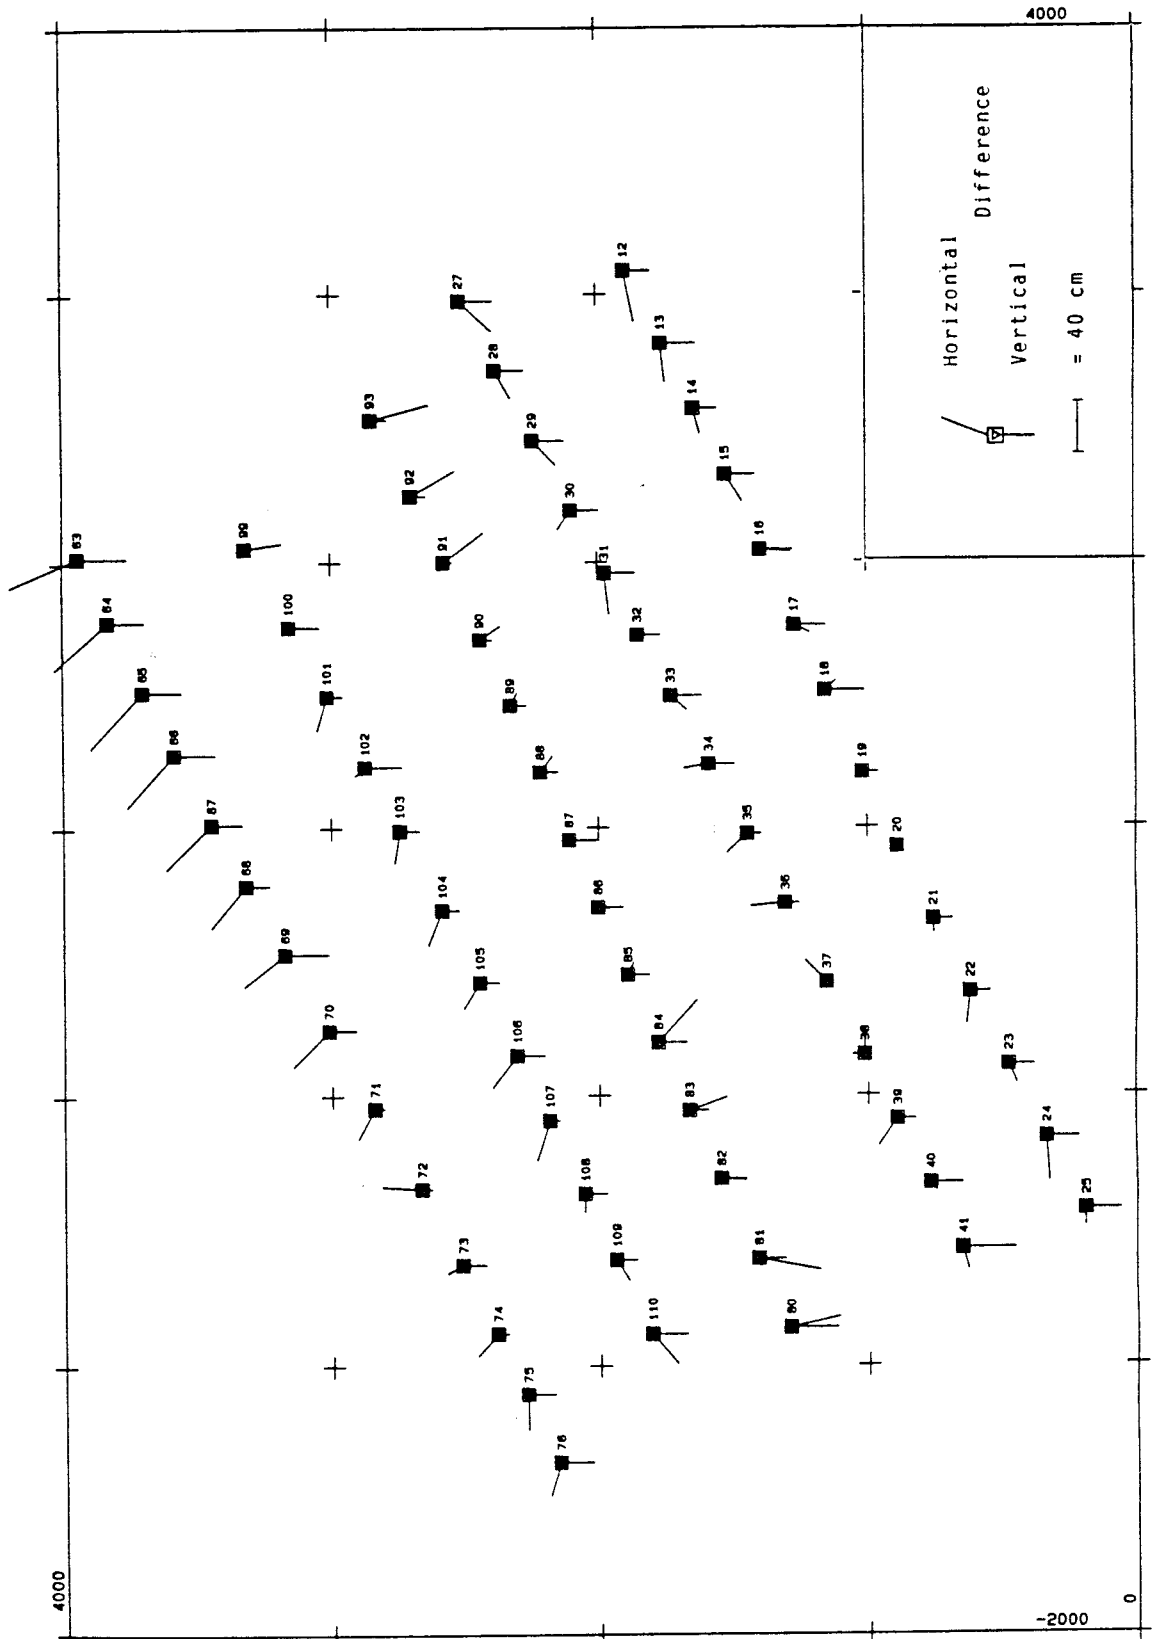 4000
76 75 74 73 72 71 70 69 68 67 66 65 64 63
110 109 108 107 106 105 104 103 102 101 100 99
80 81 82 83 84 85 86 87 88 89 90 91 92 93
41 40 39 38 37 36 35 34 33 32 31 30 29 28 27
25 24 23 22 21 20 19 18 17 16 15 14 13 12
Horizontal
Difference
Vertical
= 40 cm
-2000
4000
0